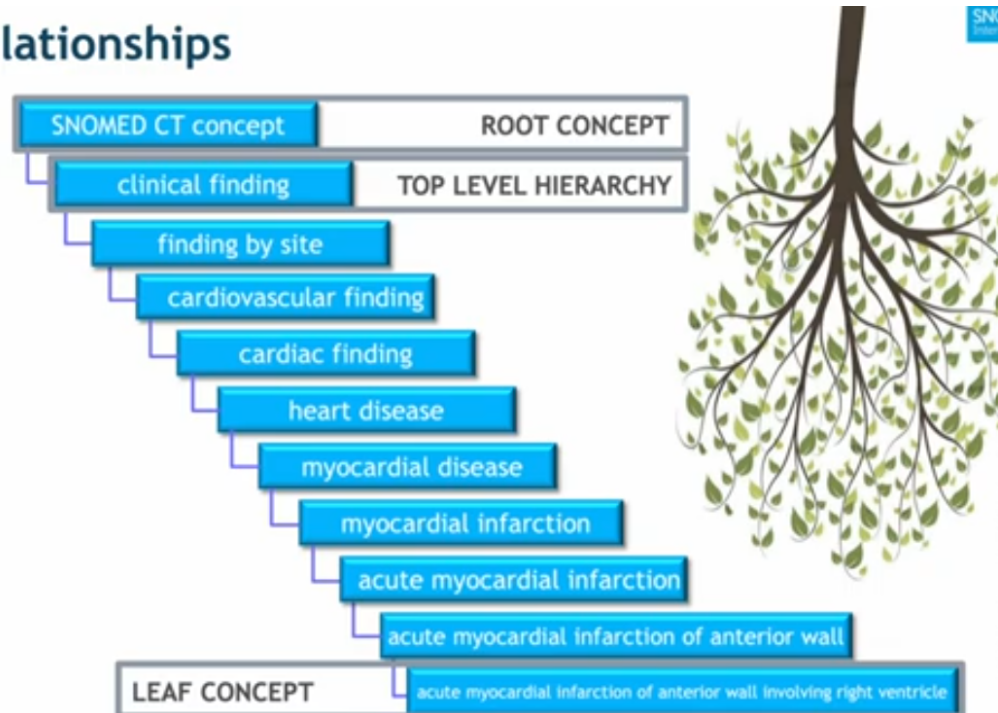 lationships
SNOMED CT concept ROOT CONCEPT
clinical finding TOP LEVEL HIERARCHY
finding by site
cardiovascular finding
cardiac finding
heart disease
myocardial disease
myocardial infarction
acute myocardial infarction
acute myocardial infarction of anterior wall
LEAF CONCEPT acute myocardial infarction of anterior wall involving right ventricle